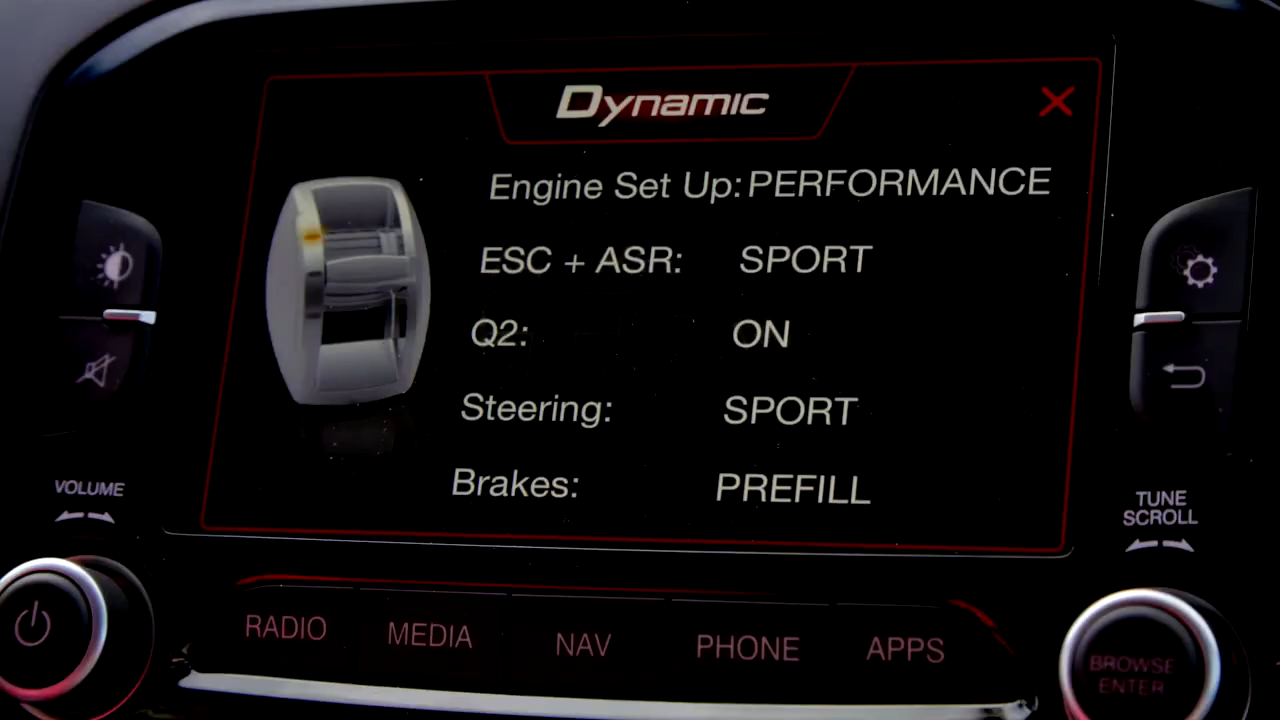 Dynamic
Engine Set Up: PERFORMANCE
ESC + ASR: SPORT
Q2: ON
Steering: SPORT
Brakes: PREFILL
VOLUME
TUNE
SCROLL
RADIO MEDIA NAV PHONE APPS
BROWSE
ENTER